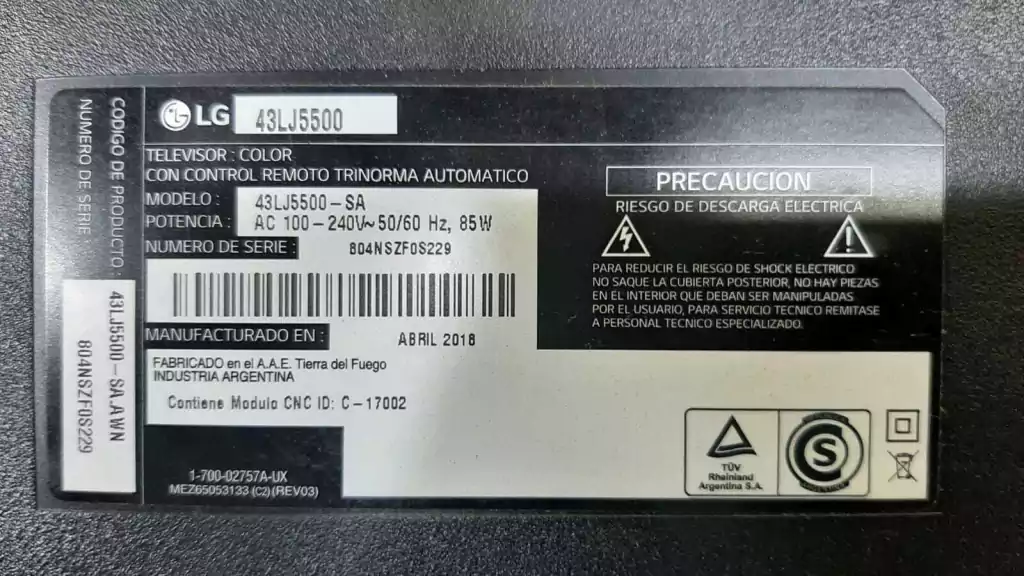 CODIGO DE PRODUCTO:
NUMERO DE SERIE
43LJ5500-SA.AWN
804NSZF0S229
LG 43LJ5500
TELEVISOR : COLOR
CON CONTROL REMOTO TRINORMA AUTOMATICO
MODELO : 43LJ5500-SA
POTENCIA : AC 100-240V~50/60 Hz, 85W
NUMERO DE SERIE : 804NSZF0S229
MANUFACTURADO EN : ABRIL 2018
FABRICADO en el A.A.E. Tierra del Fuego
INDUSTRIA ARGENTINA
Contiene Modulo CNC ID: C-17002
1-700-02757A-UX
MEZ65053133 (C2)(REV03)
PRECAUCION
RIESGO DE DESCARGA ELECTRICA
PARA REDUCIR EL RIESGO DE SHOCK ELECTRICO
NO SAQUE LA CUBIERTA POSTERIOR, NO HAY PIEZAS
EN EL INTERIOR QUE DEBAN SER MANIPULADAS
POR EL USUARIO, PARA SERVICIO TECNICO REMITASE
A PERSONAL TECNICO ESPECIALIZADO.
TÜV
Rheinland
Argentina S.A.
S